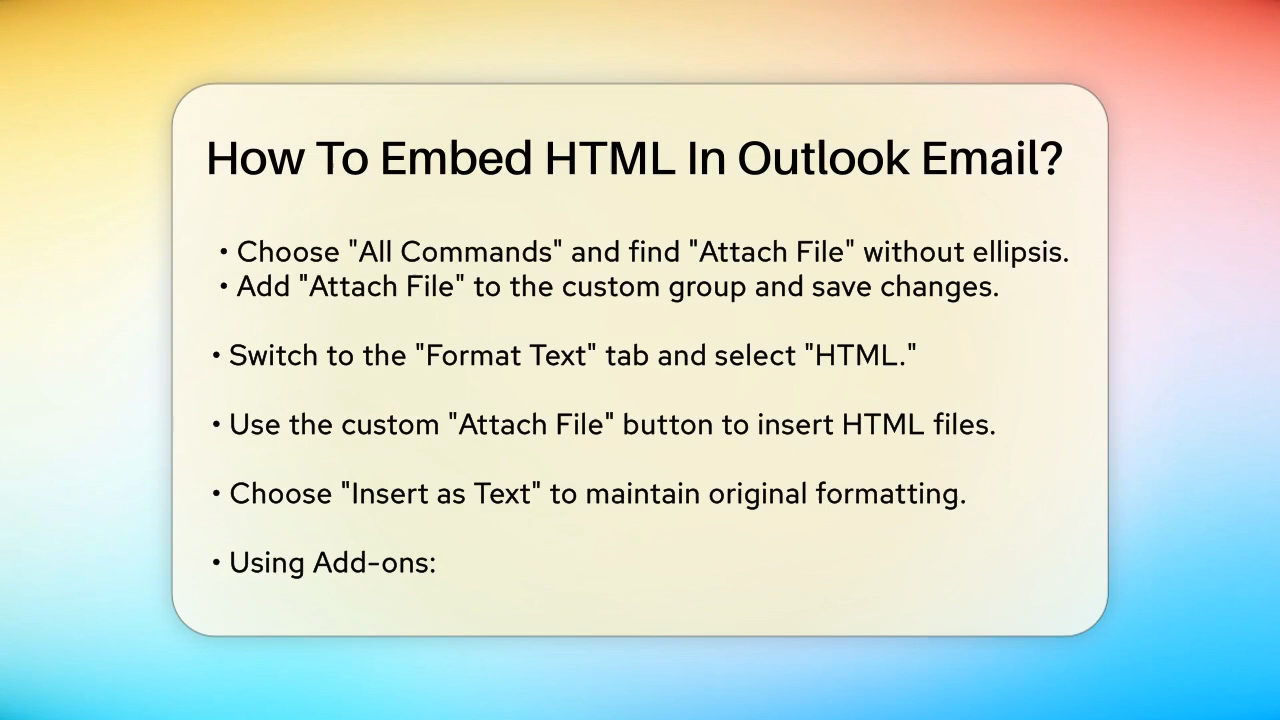 How To Embed HTML In Outlook Email?
• Choose "All Commands" and find "Attach File" without ellipsis.
• Add "Attach File" to the custom group and save changes.
• Switch to the "Format Text" tab and select "HTML."
• Use the custom "Attach File" button to insert HTML files.
• Choose "Insert as Text" to maintain original formatting.
• Using Add-ons: